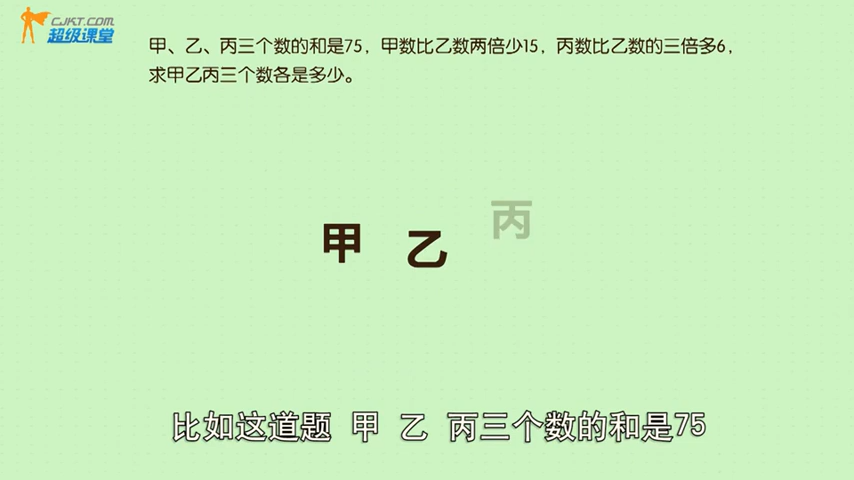 CJKT.COM
超级课堂
甲、乙、丙三个数的和是75，甲数比乙数两倍少15，丙数比乙数的三倍多6，
求甲乙丙三个数各是多少。
甲 乙 丙
比如这道题 甲 乙 丙三个数的和是75